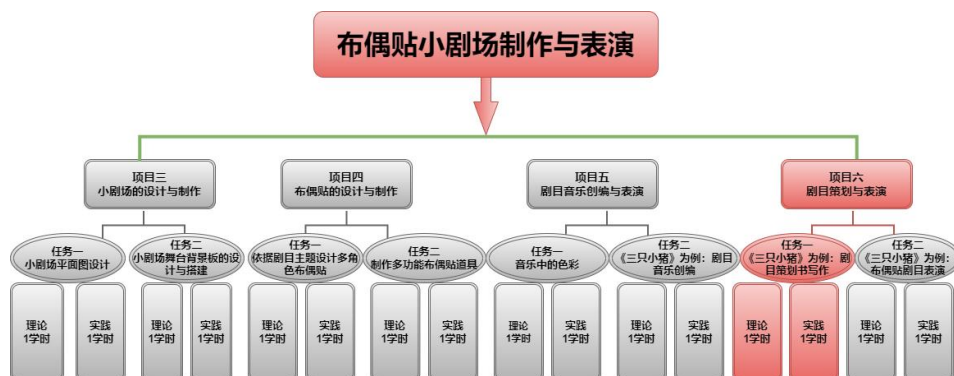 布偶贴小剧场制作与表演
项目三
小剧场的设计与制作
项目四
布偶贴的设计与制作
项目五
剧目音乐创编与表演
项目六
剧目策划与表演
任务一
小剧场平面图设计
任务二
小剧场舞台背景板的设
计与搭建
任务一
依据剧目主题设计多角
色布偶贴
任务二
制作多功能布偶贴道具
任务一
音乐中的色彩
任务二
《三只小猪》为例：剧目
音乐创编
任务一
《三只小猪》为例：剧
目策划书写作
任务二
《三只小猪》为例：
布偶贴剧目表演
理论
1学时
实践
1学时
理论
1学时
实践
1学时
理论
1学时
实践
1学时
理论
1学时
实践
1学时
理论
1学时
实践
1学时
理论
1学时
实践
1学时
理论
1学时
实践
1学时
理论
1学时
实践
1学时